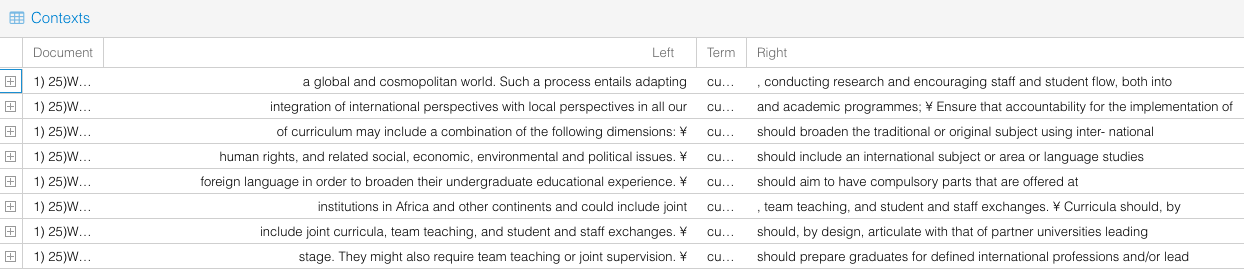 Contexts
Document Left Term Right
1) 25)W... a global and cosmopolitan world. Such a process entails adapting cu... , conducting research and encouraging staff and student flow, both into
1) 25)W... integration of international perspectives with local perspectives in all our cu... and academic programmes; ¥ Ensure that accountability for the implementation of
1) 25)W... of curriculum may include a combination of the following dimensions: ¥ cu... should broaden the traditional or original subject using inter- national
1) 25)W... human rights, and related social, economic, environmental and political issues. ¥ cu... should include an international subject or area or language studies
1) 25)W... foreign language in order to broaden their undergraduate educational experience. ¥ cu... should aim to have compulsory parts that are offered at
1) 25)W... institutions in Africa and other continents and could include joint cu... , team teaching, and student and staff exchanges. ¥ Curricula should, by
1) 25)W... include joint curricula, team teaching, and student and staff exchanges. ¥ cu... should, by design, articulate with that of partner universities leading
1) 25)W... stage. They might also require team teaching or joint supervision. ¥ cu... should prepare graduates for defined international professions and/or lead